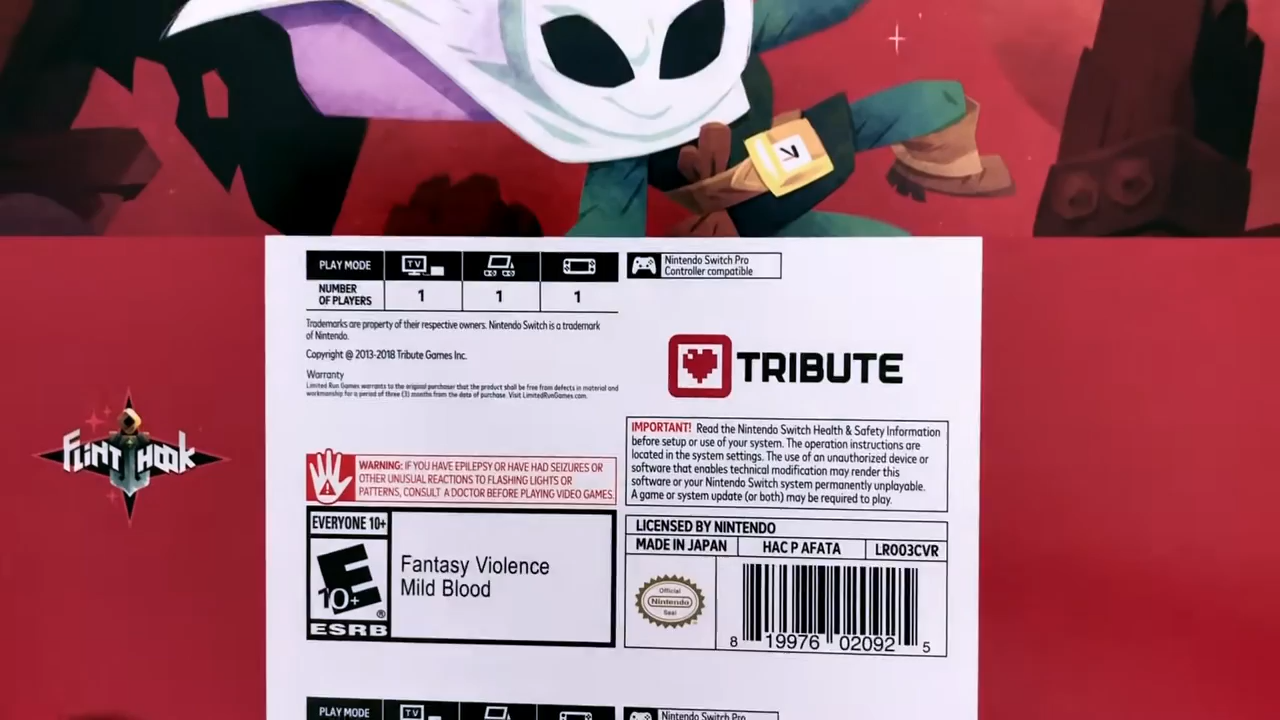 PLAY MODE
TV
NUMBER
OF PLAYERS
1
1
1
Nintendo Switch Pro
Controller compatible
Trademarks are property of their respective owners. Nintendo Switch is a trademark
of Nintendo.
Copyright @ 2013-2018 Tribute Games Inc.
Warranty
Limited Run Games warrants to the original purchaser that the product shall be free from defects in material and
workmanship for a period of three (3) months from the date of purchase. Visit LimitedRunGames.com.
TRIBUTE
FLINT HOOK
IMPORTANT! Read the Nintendo Switch Health & Safety Information
before setup or use of your system. The operation instructions are
located in the system settings. The use of an unauthorized device or
software that enables technical modification may render this
software or your Nintendo Switch system permanently unplayable.
A game or system update (or both) may be required to play.
WARNING: IF YOU HAVE EPILEPSY OR HAVE HAD SEIZURES OR
OTHER UNUSUAL REACTIONS TO FLASHING LIGHTS OR
PATTERNS, CONSULT A DOCTOR BEFORE PLAYING VIDEO GAMES.
EVERYONE 10+
E
10+
®
ESRB
Fantasy Violence
Mild Blood
LICENSED BY NINTENDO
MADE IN JAPAN
HAC P AFATA
LR003CVR
Official
Nintendo
Seal
8 19976 02092 5
PLAY MODE
TV
Nintendo Switch Pro